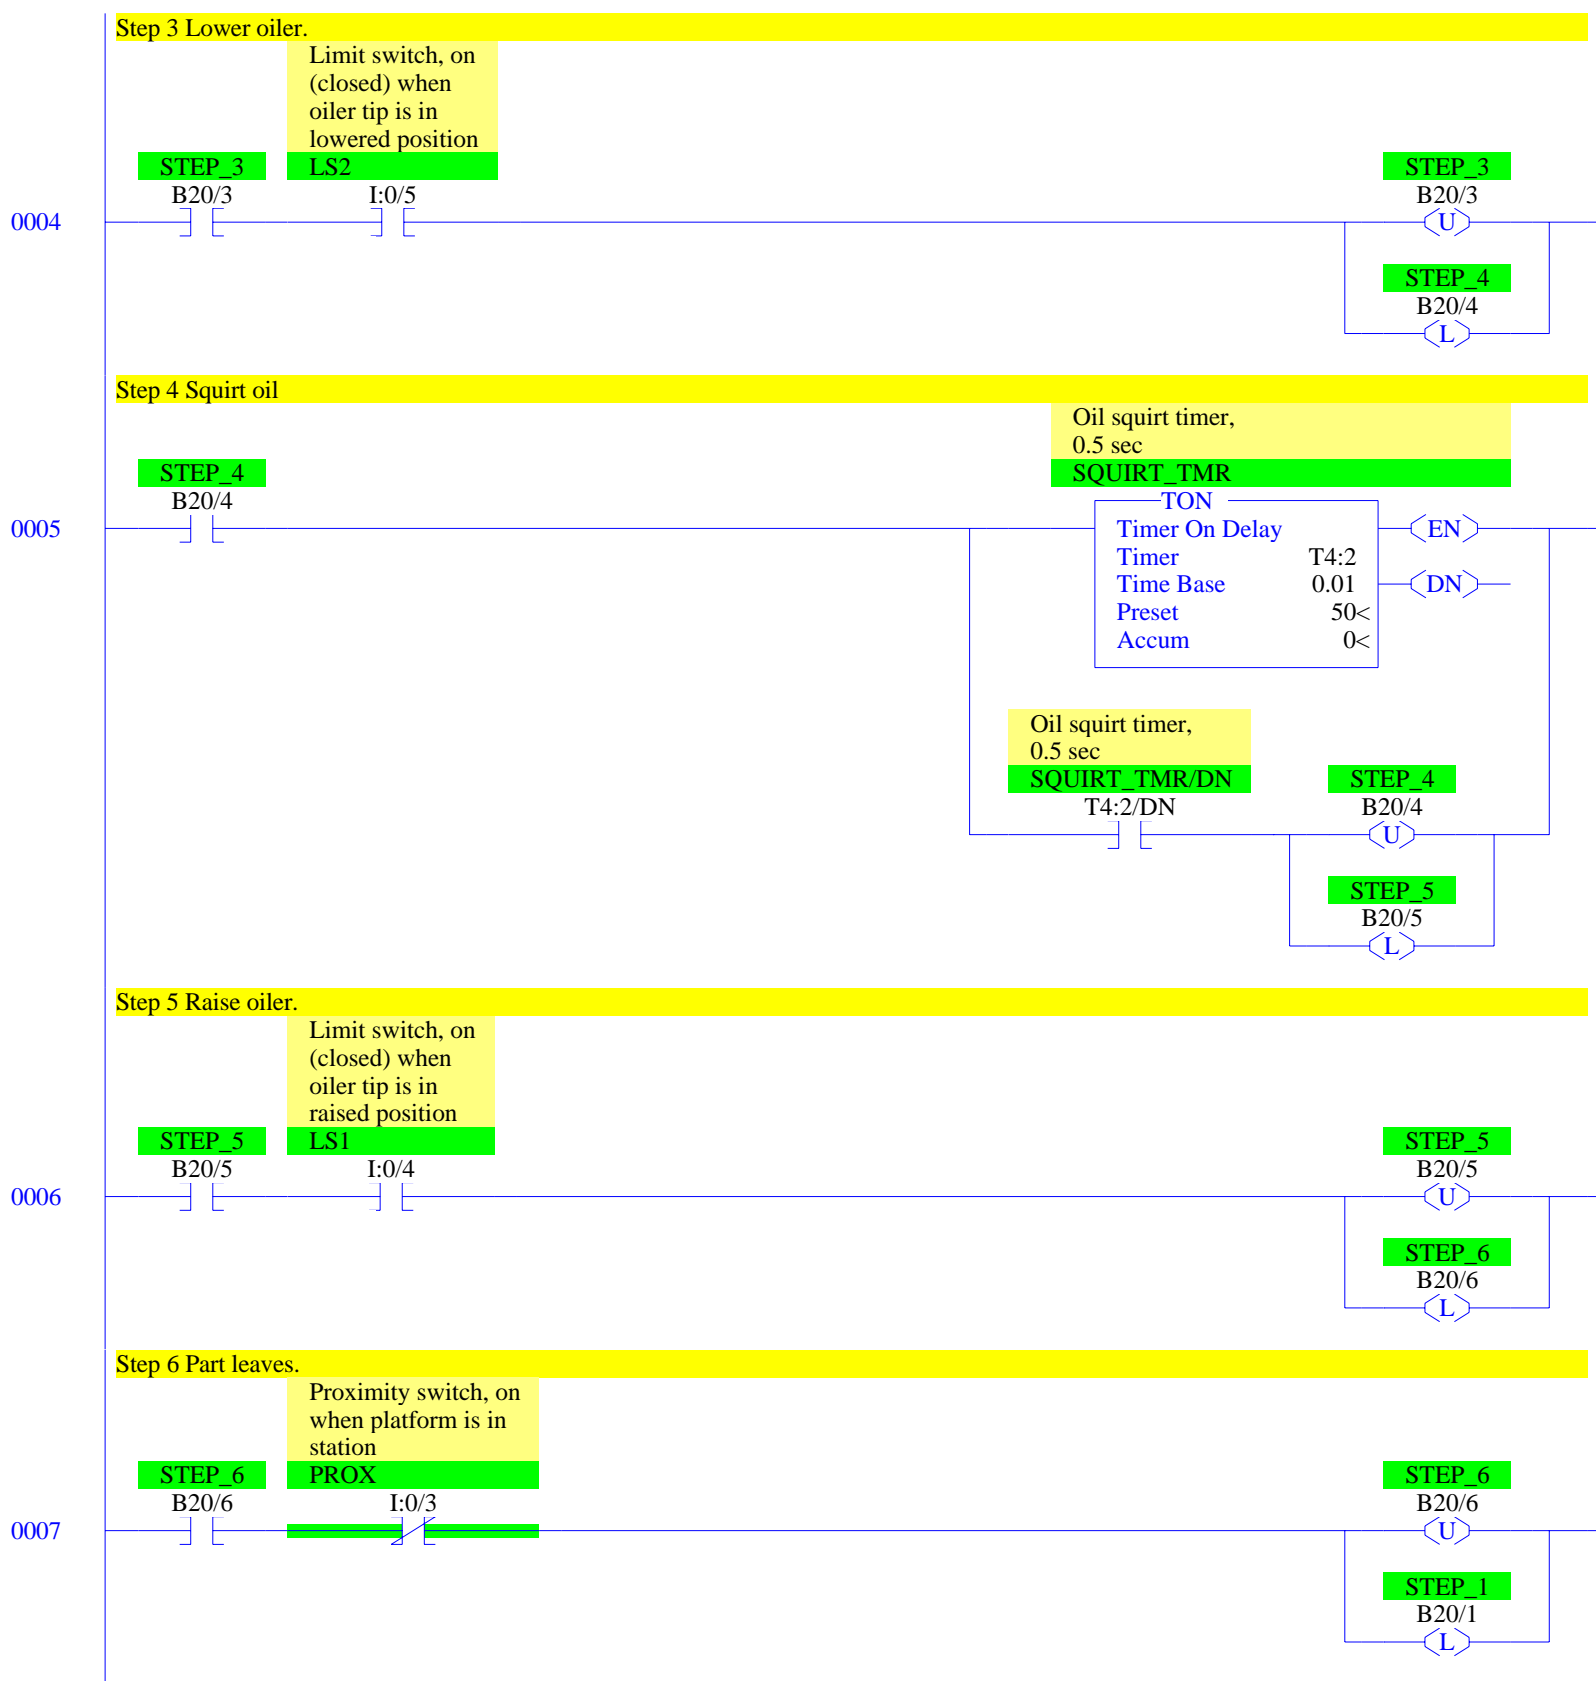 Step 3 Lower oiler.
Limit switch, on
(closed) when
oiler tip is in
lowered position
STEP_3 LS2 STEP_3
B20/3 I:0/5 B20/3
0004 U
STEP_4
B20/4
L
Step 4 Squirt oil
Oil squirt timer,
0.5 sec
STEP_4 SQUIRT_TMR
B20/4 TON
0005 Timer On Delay EN
Timer T4:2
Time Base 0.01 DN
Preset 50<
Accum 0<
Oil squirt timer,
0.5 sec
SQUIRT_TMR/DN STEP_4
T4:2/DN B20/4
U
STEP_5
B20/5
L
Step 5 Raise oiler.
Limit switch, on
(closed) when
oiler tip is in
raised position
STEP_5 LS1 STEP_5
B20/5 I:0/4 B20/5
0006 U
STEP_6
B20/6
L
Step 6 Part leaves.
Proximity switch, on
when platform is in
station
STEP_6 PROX STEP_6
B20/6 I:0/3 B20/6
0007 U
STEP_1
B20/1
L